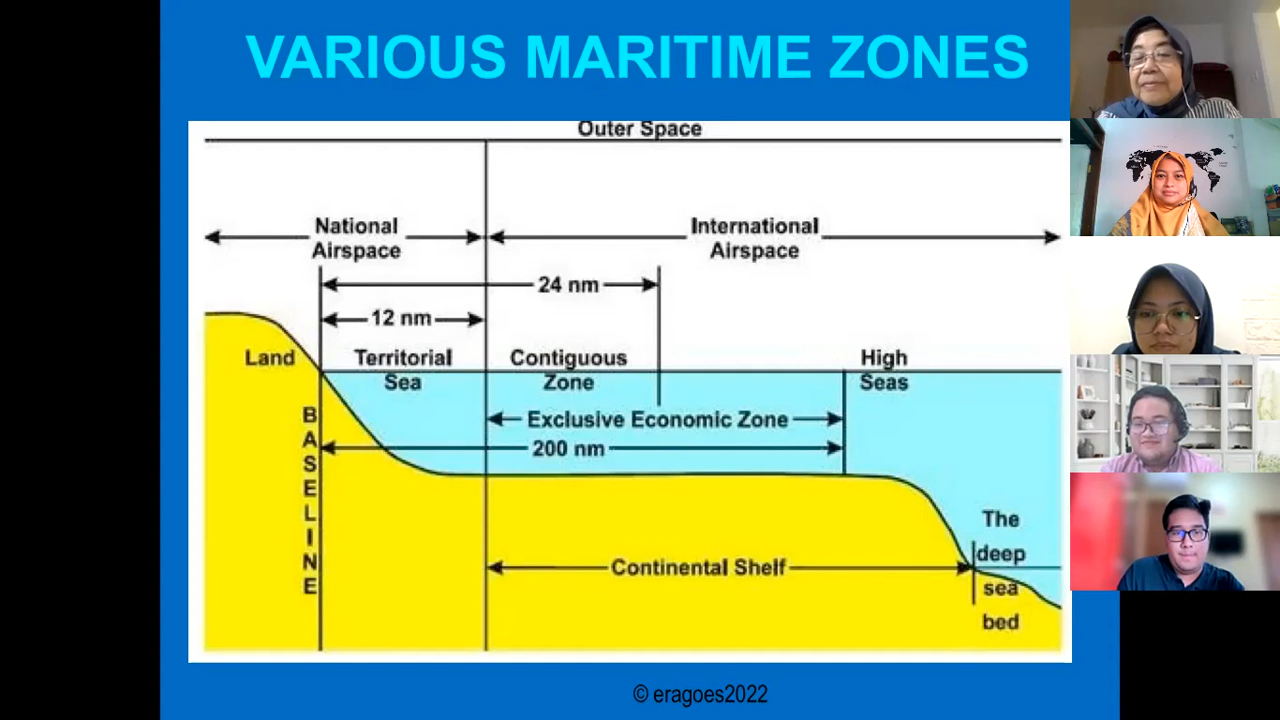 VARIOUS MARITIME ZONES
Outer Space
National
Airspace
International
Airspace
24 nm
12 nm
Land
Territorial
Sea
Contiguous
Zone
High
Seas
BASELINE
Exclusive Economic Zone
200 nm
The
deep
sea
bed
Continental Shelf
© eragoes2022